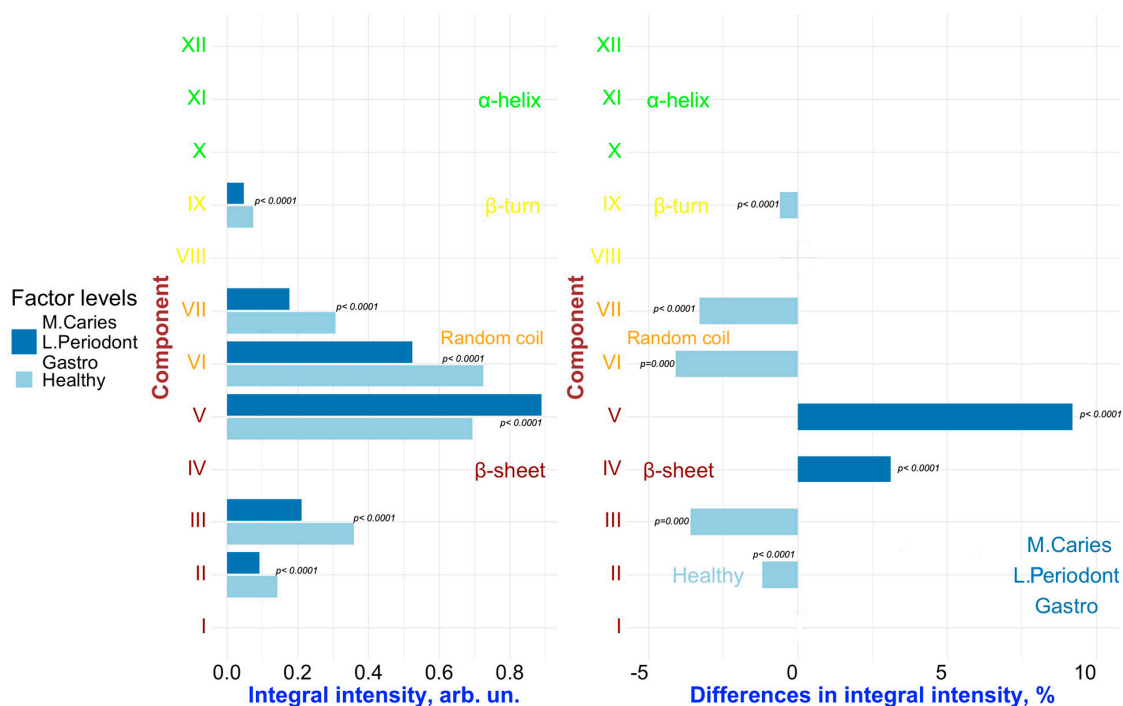 Factor levels
M.Caries
L.Periodont
Gastro
Healthy
Component
XII
XI
X
IX
VIII
VII
VI
V
IV
III
II
I
α-helix
β-turn
Random coil
β-sheet
p< 0.0001
p< 0.0001
p< 0.0001
p< 0.0001
p< 0.0001
p< 0.0001
0.0 0.2 0.4 0.6 0.8
Integral intensity, arb. un.
Component
XII
XI
X
IX
VIII
VII
VI
V
IV
III
II
I
α-helix
β-turn
Random coil
β-sheet
p< 0.0001
p< 0.0001
p=0.000
p< 0.0001
p< 0.0001
p=0.000
p< 0.0001
Healthy
M.Caries
L.Periodont
Gastro
-5 0 5 10
Differences in integral intensity, %